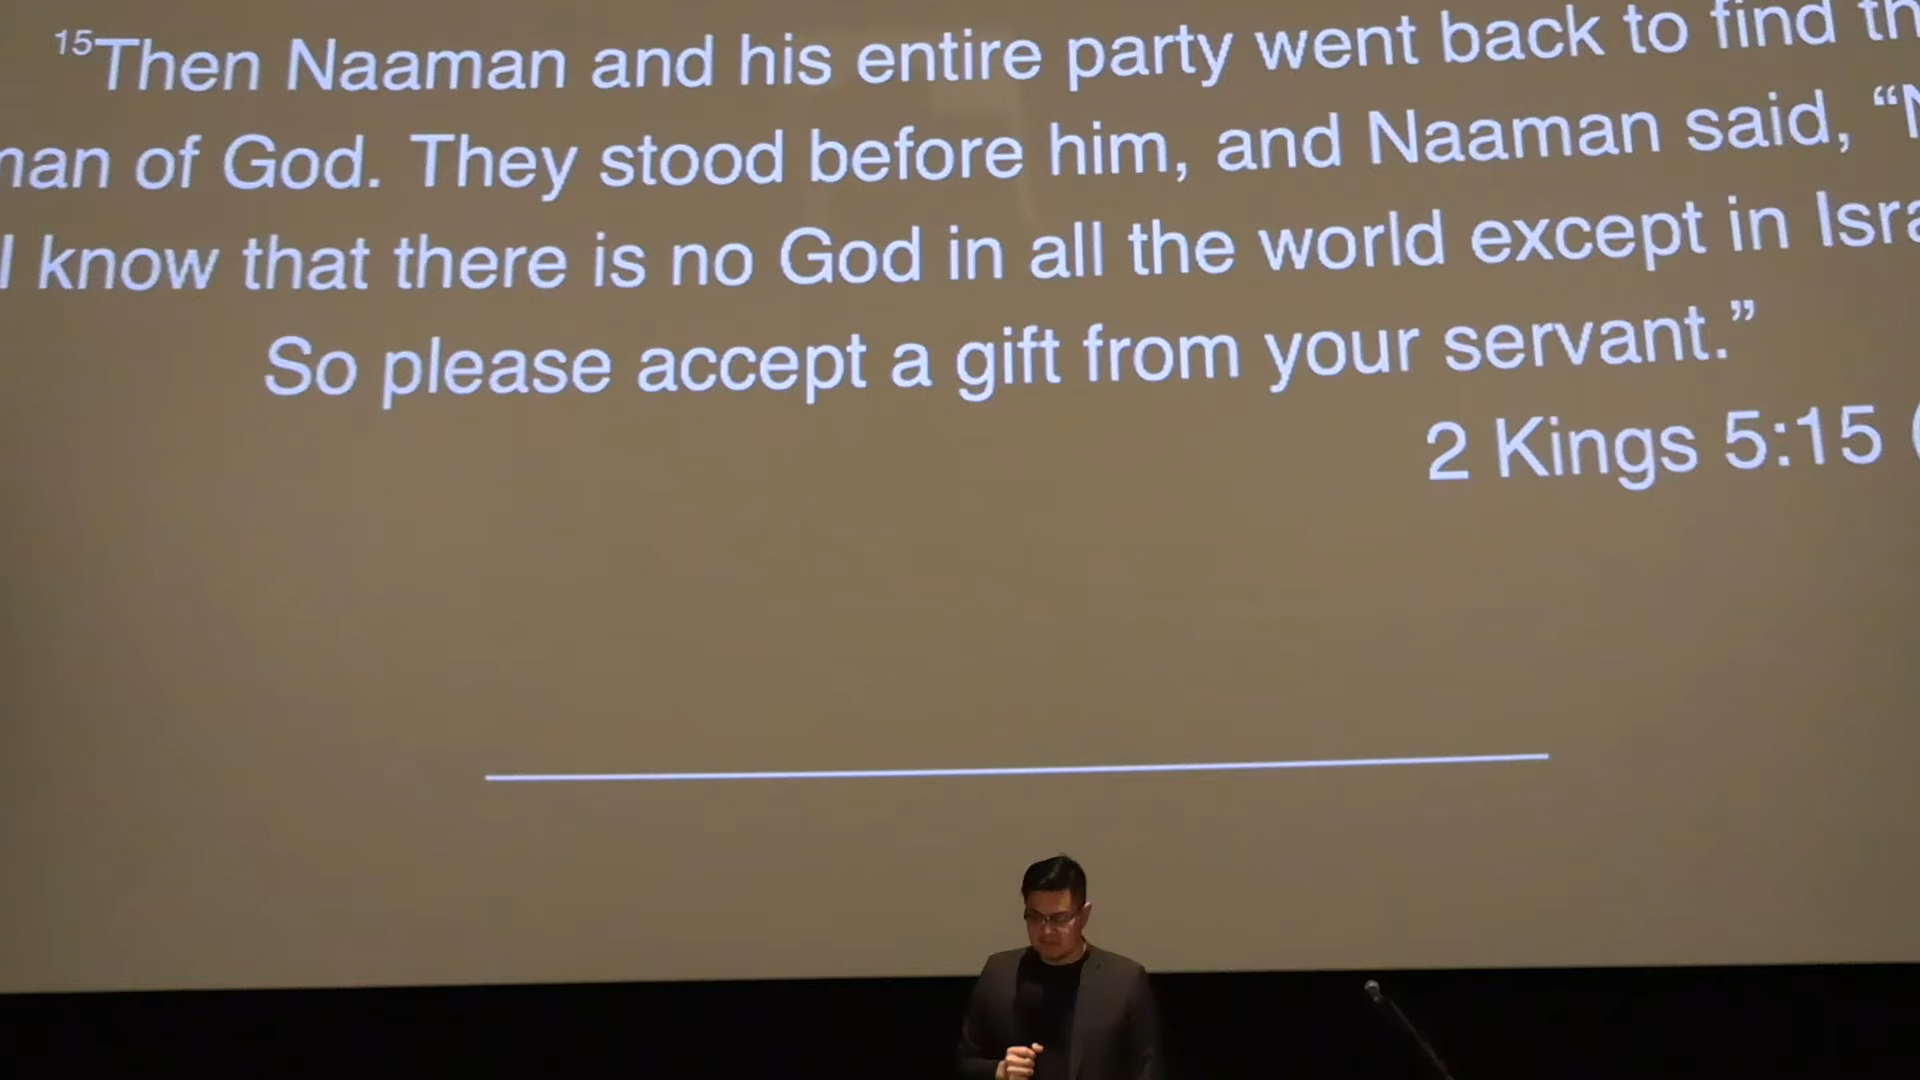 15Then Naaman and his entire party went back to find
of God. They stood before him, and Naaman said, “
I know that there is no God in all the world except in
So please accept a gift from your servant.”
2 Kings 5:15